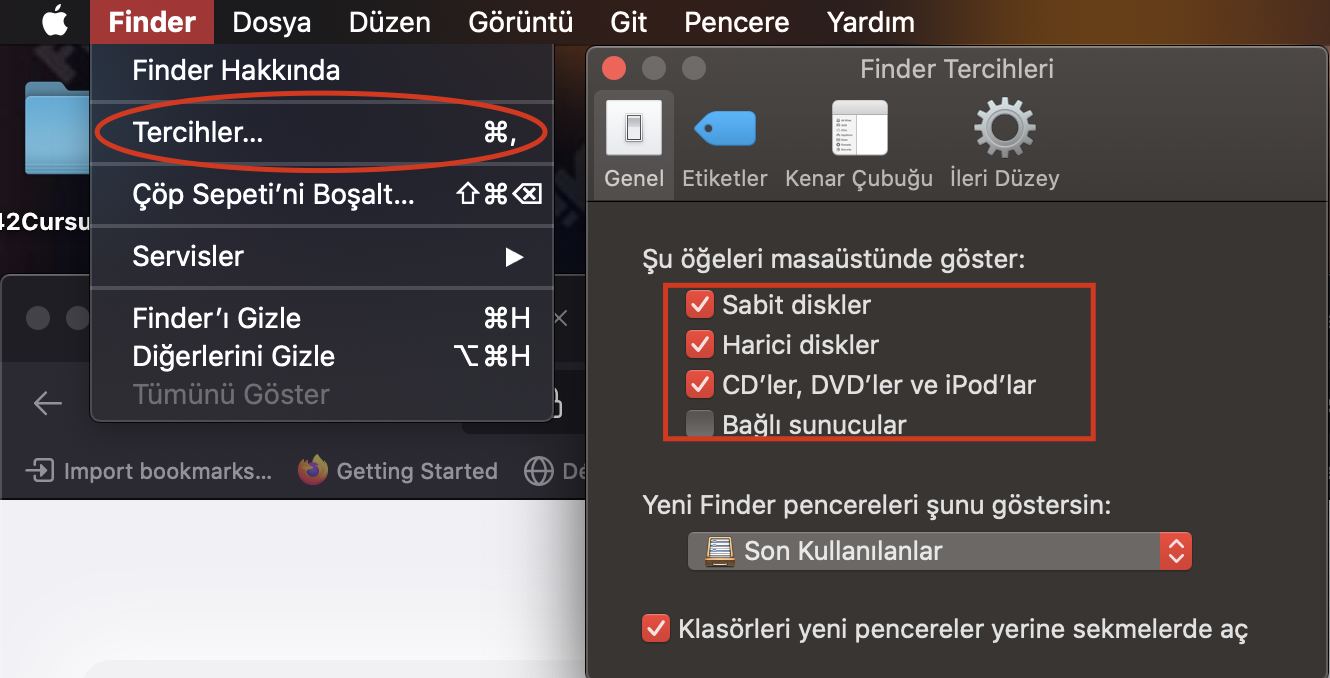 Finder Dosya Düzen Görüntü Git Pencere Yardım
Finder Hakkında
Tercihler... ⌘,
Çöp Sepeti’ni Boşalt... ⇧⌘⌫
Servisler ▶
Finder’ı Gizle ⌘H
Diğerlerini Gizle ⌥⌘H
Tümünü Göster
42Cursu
Import bookmarks... Getting Started
Finder Tercihleri
Genel Etiketler Kenar Çubuğu İleri Düzey
Şu öğeleri masaüstünde göster:
Sabit diskler
Harici diskler
CD’ler, DVD’ler ve iPod’lar
Bağlı sunucular
Yeni Finder pencereleri şunu göstersin:
Son Kullanılanlar
Klasörleri yeni pencereler yerine sekmelerde aç